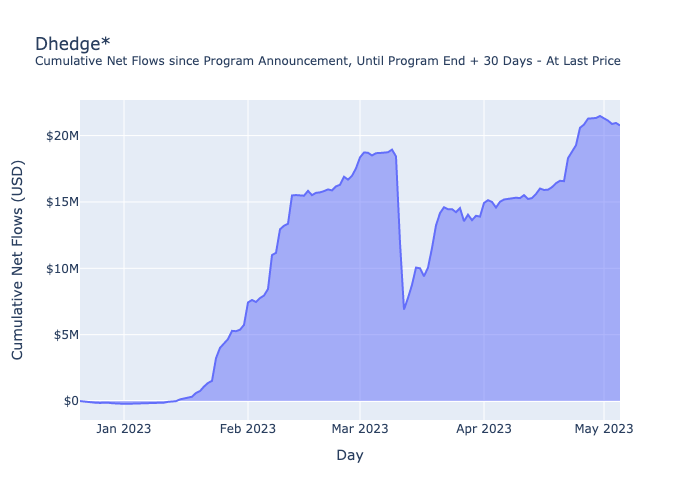 Dhedge*
Cumulative Net Flows since Program Announcement, Until Program End + 30 Days - At Last Price
Cumulative Net Flows (USD)
$20M
$15M
$10M
$5M
$0
Jan 2023
Feb 2023
Mar 2023
Apr 2023
May 2023
Day